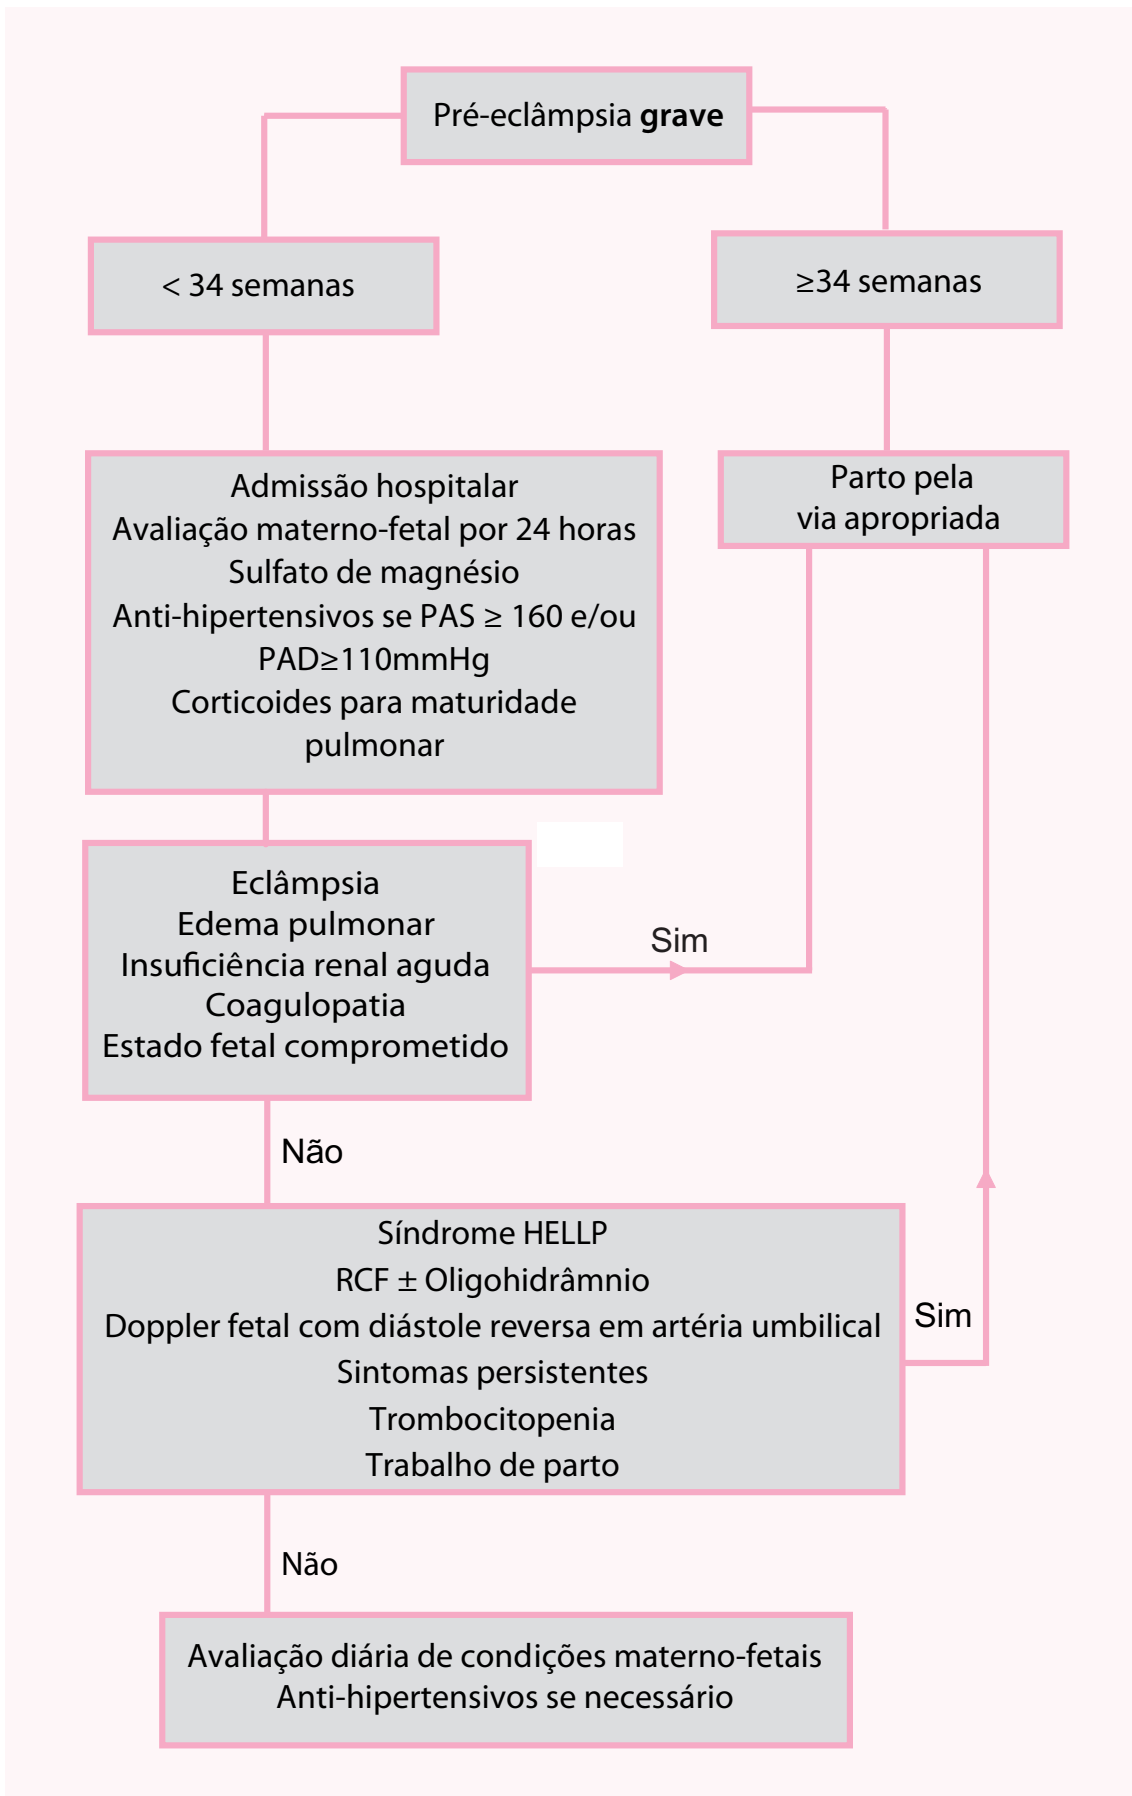 Pré-eclâmpsia grave
< 34 semanas
≥34 semanas
Admissão hospitalar
Avaliação materno-fetal por 24 horas
Sulfato de magnésio
Anti-hipertensivos se PAS ≥ 160 e/ou
PAD≥110mmHg
Corticoides para maturidade
pulmonar
Parto pela
via apropriada
Eclâmpsia
Edema pulmonar
Insuficiência renal aguda
Coagulopatia
Estado fetal comprometido
Sim
Não
Síndrome HELLP
RCF ± Oligohidrâmnio
Doppler fetal com diástole reversa em artéria umbilical
Sintomas persistentes
Trombocitopenia
Trabalho de parto
Sim
Não
Avaliação diária de condições materno-fetais
Anti-hipertensivos se necessário